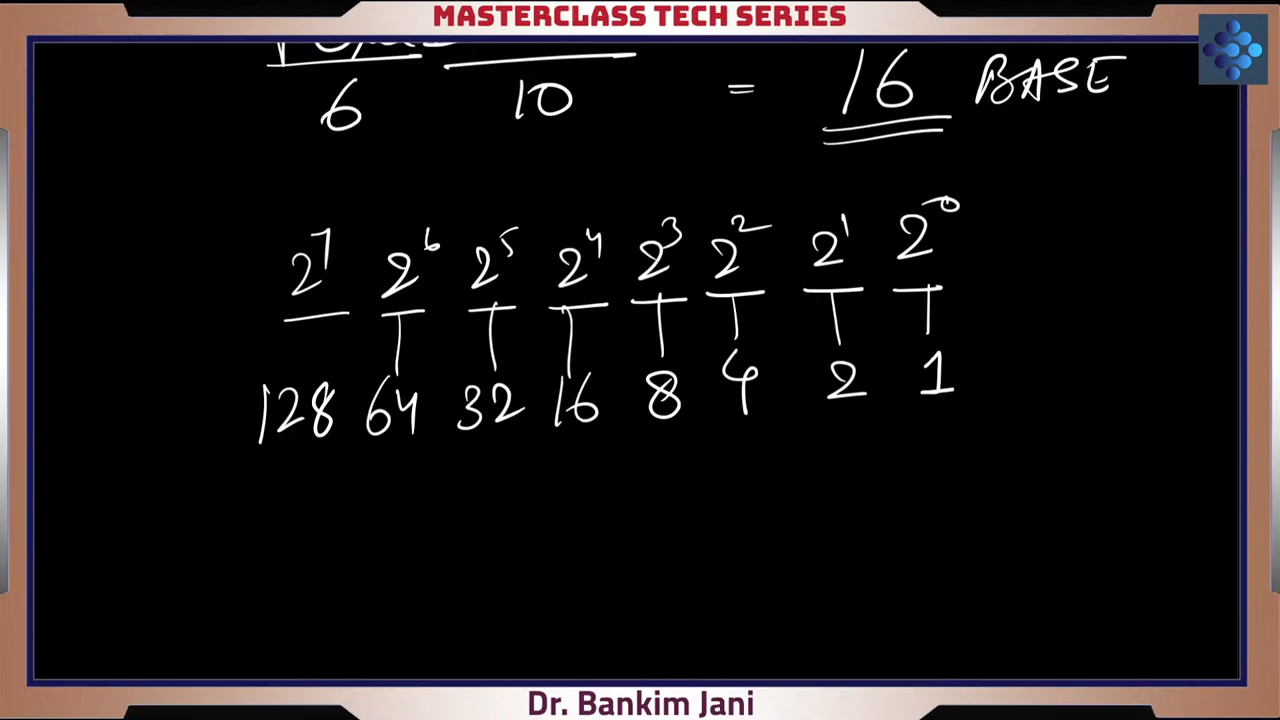 MASTERCLASS TECH SERIES
6 10 = 16 BASE
2⁷ 2⁶ 2⁵ 2⁴ 2³ 2² 2¹ 2⁰
128 64 32 16 8 4 2 1
Dr. Bankim Jani